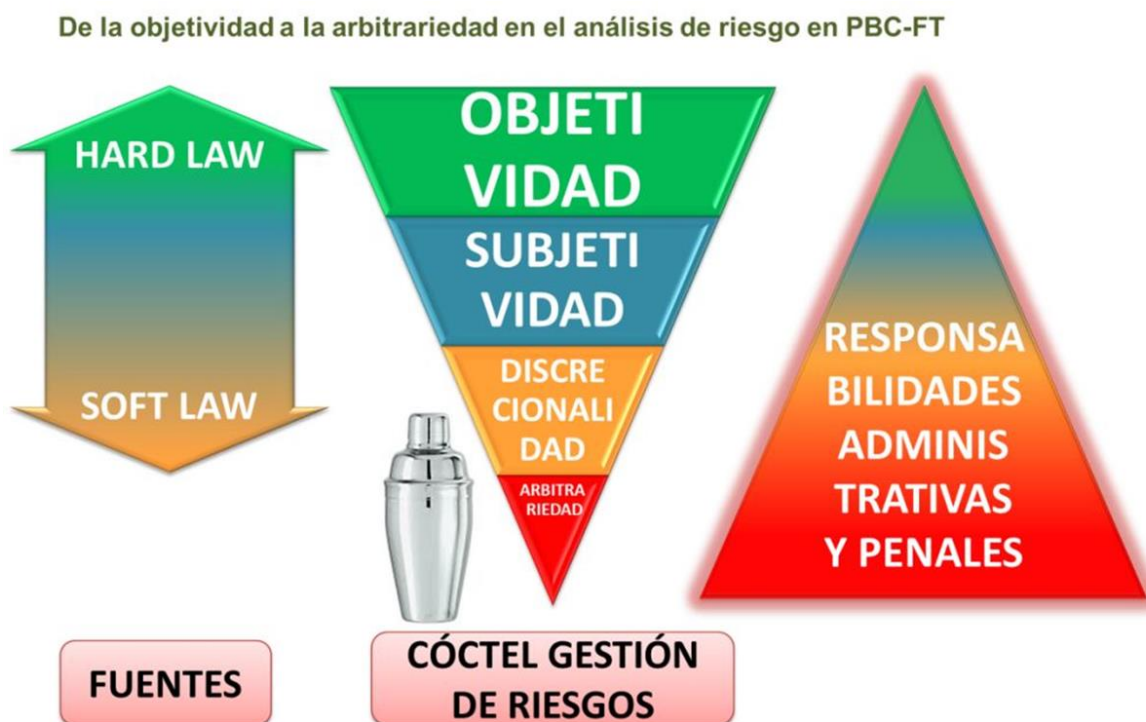 De la objetividad a la arbitrariedad en el análisis de riesgo en PBC-FT
HARD LAW
SOFT LAW
OBJETI
VIDAD
SUBJETI
VIDAD
DISCRE
CIONALI
DAD
ARBITRA
RIEDAD
RESPONSA
BILIDADES
ADMINIS
TRATIVAS
Y PENALES
FUENTES
CÓCTEL GESTIÓN
DE RIESGOS